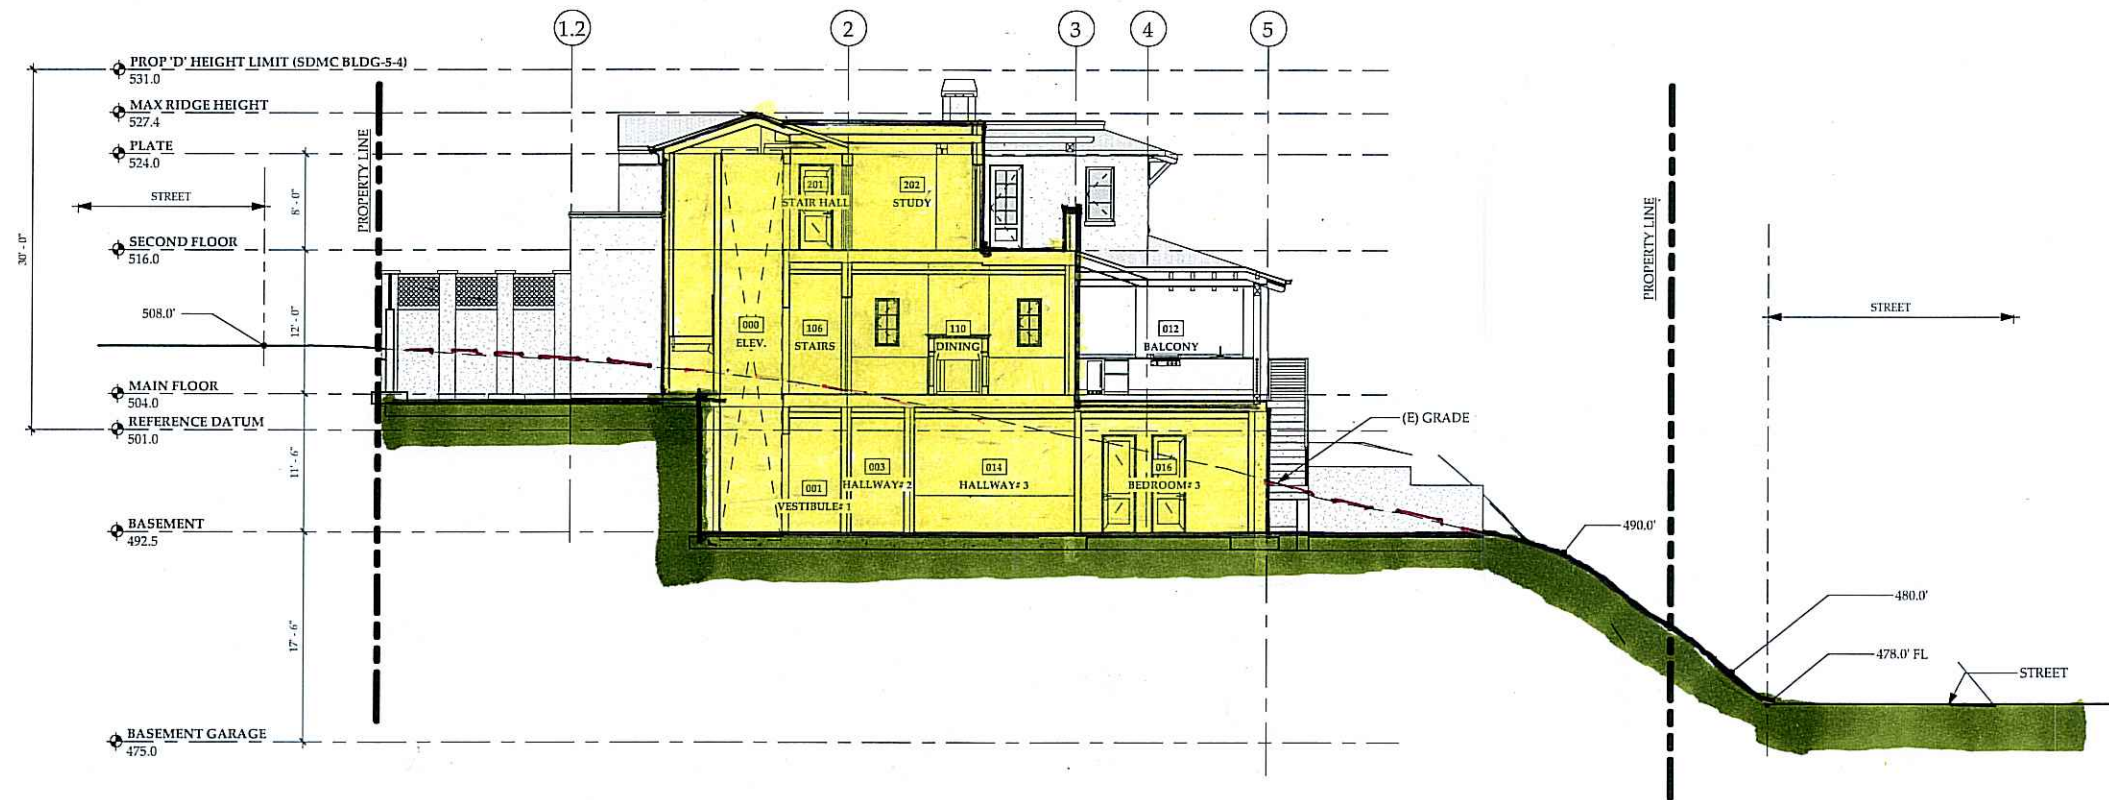 1.2
2
3
4
5
PROP 'D' HEIGHT LIMIT (SDMC BLDG-5-4)
531.0
MAX RIDGE HEIGHT
527.4
PLATE
524.0
STREET
PROPERTY LINE
8' - 0"
30' - 0"
SECOND FLOOR
516.0
508.0'
12' - 0"
MAIN FLOOR
504.0
REFERENCE DATUM
501.0
11' - 6"
BASEMENT
492.5
17' - 6"
BASEMENT GARAGE
475.0
201
STAIR HALL
202
STUDY
000
ELEV.
106
STAIRS
110
DINING
012
BALCONY
001
VESTIBULE# 1
003
HALLWAY# 2
014
HALLWAY# 3
016
BEDROOM# 3
(E) GRADE
PROPERTY LINE
STREET
490.0'
480.0'
478.0' FL
STREET